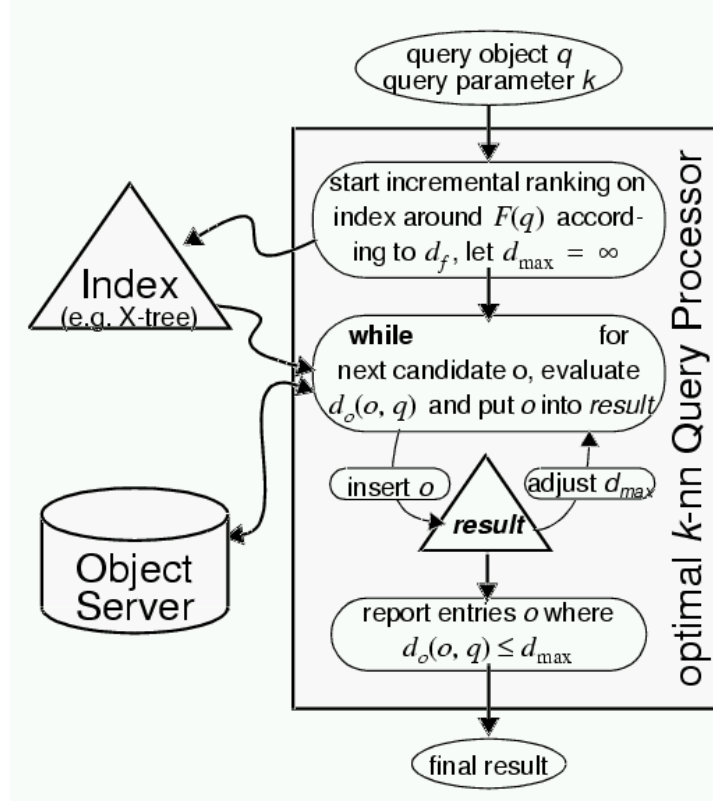 query object q
query parameter k
start incremental ranking on
index around F(q) accord-
ing to d_f, let d_max = ∞
Index
(e.g. X-tree)
while for
next candidate o, evaluate
d_o(o, q) and put o into result
insert o
adjust d_max
result
Object
Server
report entries o where
d_o(o, q) ≤ d_max
final result
optimal k-nn Query Processor